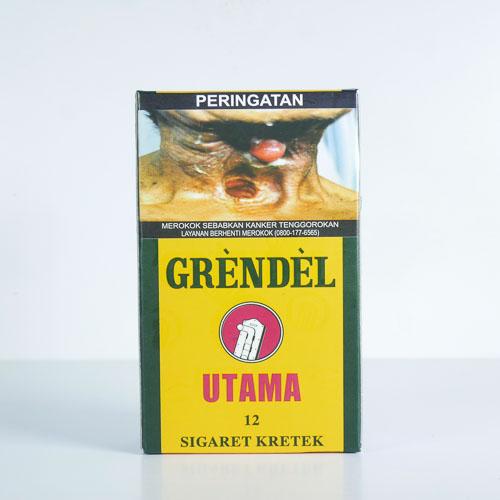 PERINGATAN
MEROKOK SEBABKAN KANKER TENGGOROKAN
LAYANAN BERHENTI MEROKOK (0800-177-6565)
GRÈNDÈL
UTAMA
12
SIGARET KRETEK